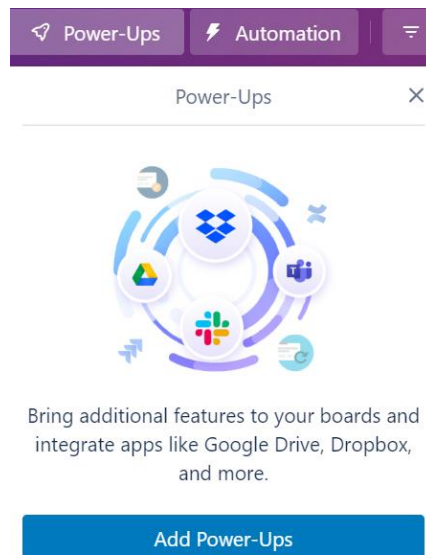 Power-Ups Automation
Power-Ups
Bring additional features to your boards and
integrate apps like Google Drive, Dropbox,
and more.
Add Power-Ups